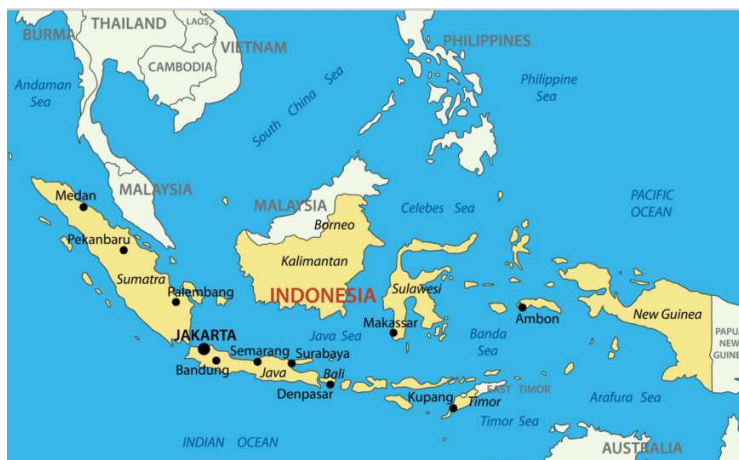 BURMA
THAILAND
LAOS
VIETNAM
CAMBODIA
PHILIPPINES
Andaman
Sea
South China Sea
Philippine
Sea
MALAYSIA
Medan
MALAYSIA
Celebes Sea
PACIFIC
OCEAN
Borneo
Pekanbaru
Kalimantan
Sumatra
Sulawesi
Palembang
INDONESIA
New Guinea
Ambon
JAKARTA
Java Sea
Makassar
Banda
Sea
PAPUA
NEW
GUINE
Semarang
Surabaya
Bandung
Java
Bali
Denpasar
Kupang
Timor
EAST TIMOR
Arafura Sea
Timor Sea
INDIAN OCEAN
AUSTRALIA